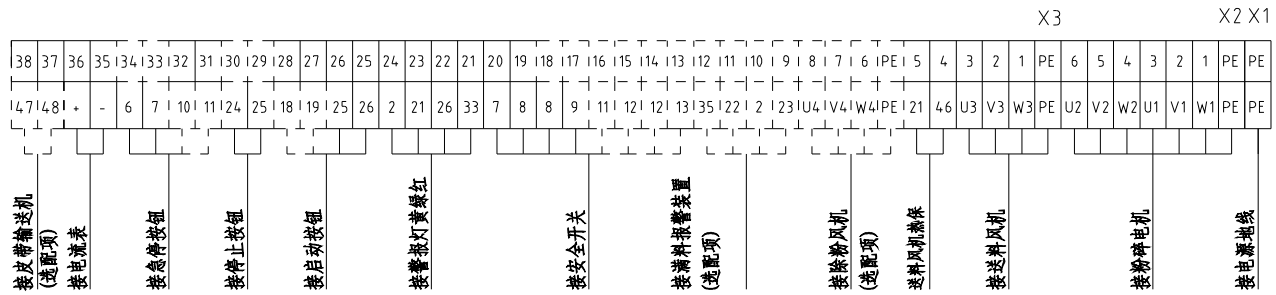 X3 X2 X1
38 37 36 35 34 33 32 31 30 29 28 27 26 25 24 23 22 21 20 19 18 17 16 15 14 13 12 11 10 9 8 7 6 PE 5 4 3 2 1 PE 6 5 4 3 2 1 PE PE
47 48 + - 6 7 10 11 24 25 18 19 25 26 2 21 26 33 7 8 8 9 11 12 12 13 35 22 2 23 U4 V4 W4 PE 21 46 U3 V3 W3 PE U2 V2 W2 U1 V1 W1 PE PE
接皮带输送机
(选配项)
接电流表
接急停按钮
接停止按钮
接启动按钮
接警报灯黄绿红
接安全开关
接满料报警装置
(选配项)
接除粉风机
(选配项)
送料风机热保
接送料风机
接粉碎电机
接电源地线